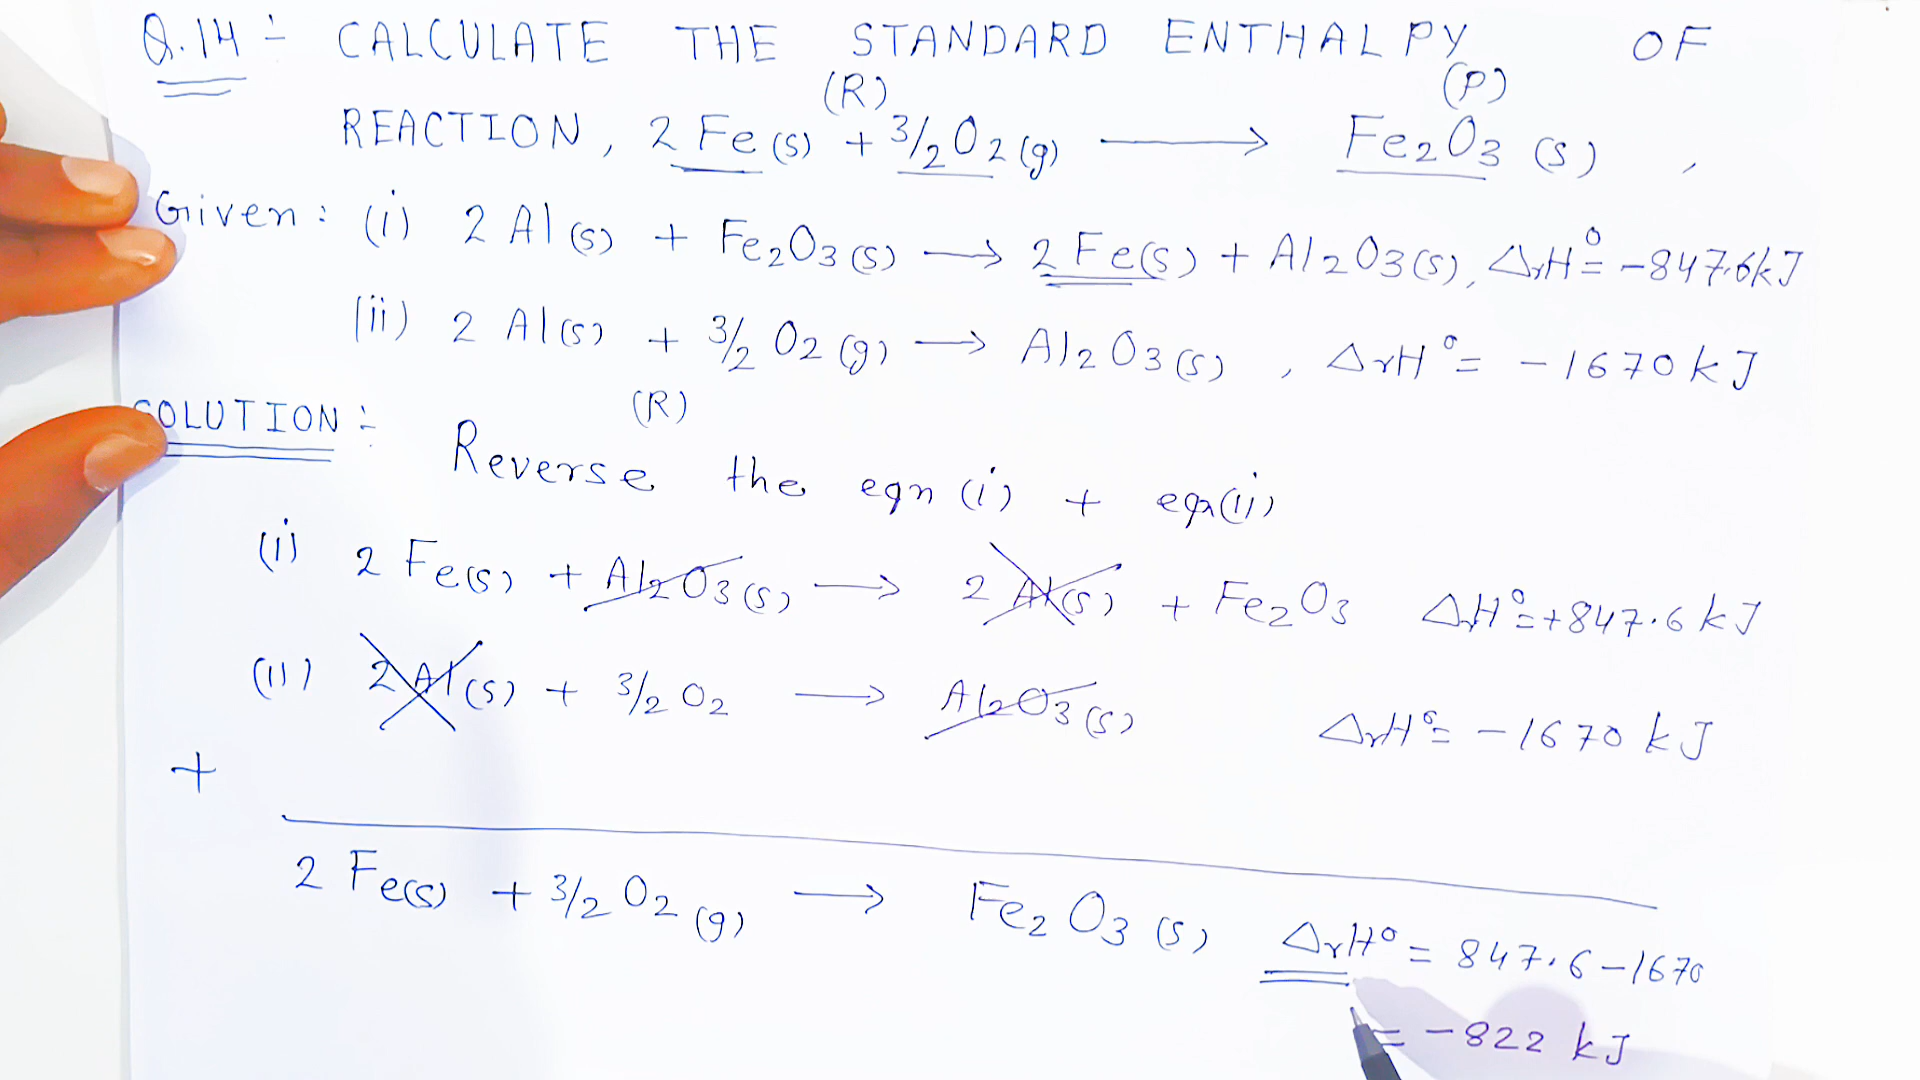 Q.14:- CALCULATE THE STANDARD ENTHALPY OF
(R) (P)
REACTION, 2 Fe(s) + 3/2 O2(g) ⟶ Fe2O3(s),
Given: (i) 2 Al(s) + Fe2O3(s) ⟶ 2 Fe(s) + Al2O3(s), ΔrH° = -847.6kJ
(ii) 2 Al(s) + 3/2 O2(g) ⟶ Al2O3(s), ΔrH° = -1670 kJ
(R)
SOLUTION:-
Reverse the eqn (i) + eqn(ii)
(i) 2 Fe(s) + Al2O3(s) ⟶ 2 Al(s) + Fe2O3 ΔrH° = +847.6 kJ
(ii) 2 Al(s) + 3/2 O2 ⟶ Al2O3(s) ΔrH° = -1670 kJ
+
2 Fe(s) + 3/2 O2(g) ⟶ Fe2O3(s) ΔrH° = 847.6-1670
= -822 kJ